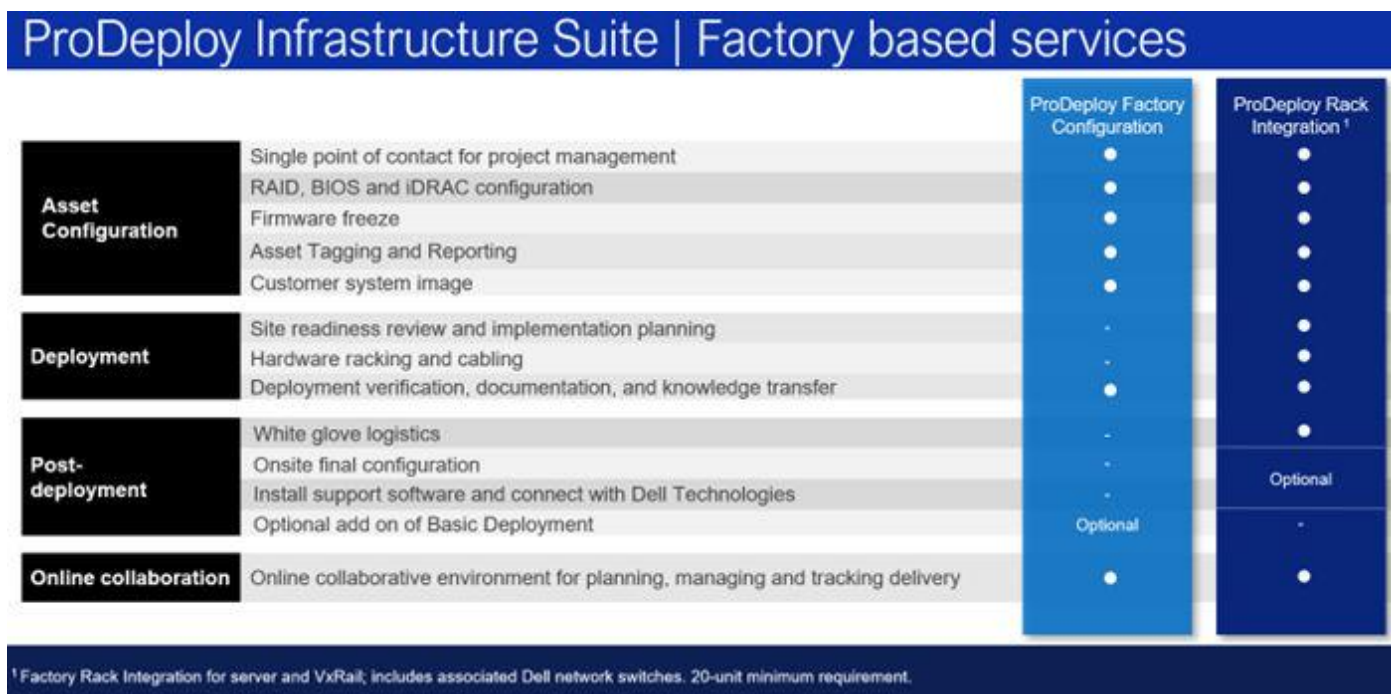 ProDeploy Infrastructure Suite | Factory based services
ProDeploy Factory
Configuration
ProDeploy Rack
Integration ¹
Asset
Configuration
Single point of contact for project management ● ●
RAID, BIOS and iDRAC configuration ● ●
Firmware freeze ● ●
Asset Tagging and Reporting ● ●
Customer system image ● ●
Deployment
Site readiness review and implementation planning - ●
Hardware racking and cabling - ●
Deployment verification, documentation, and knowledge transfer ● ●
Post-
deployment
White glove logistics - ●
Onsite final configuration -
Install support software and connect with Dell Technologies -
Optional
Optional add on of Basic Deployment Optional -
Online collaboration Online collaborative environment for planning, managing and tracking delivery ● ●
¹ Factory Rack Integration for server and VxRail; includes associated Dell network switches. 20-unit minimum requirement.